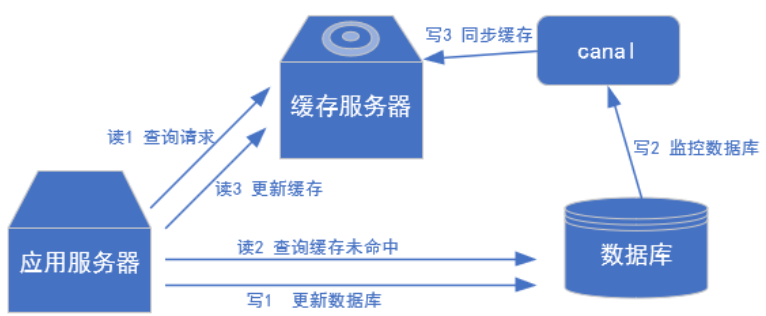 写3 同步缓存
canal
缓存服务器
读1 查询请求
写2 监控数据库
读3 更新缓存
应用服务器
读2 查询缓存未命中
数据库
写1 更新数据库